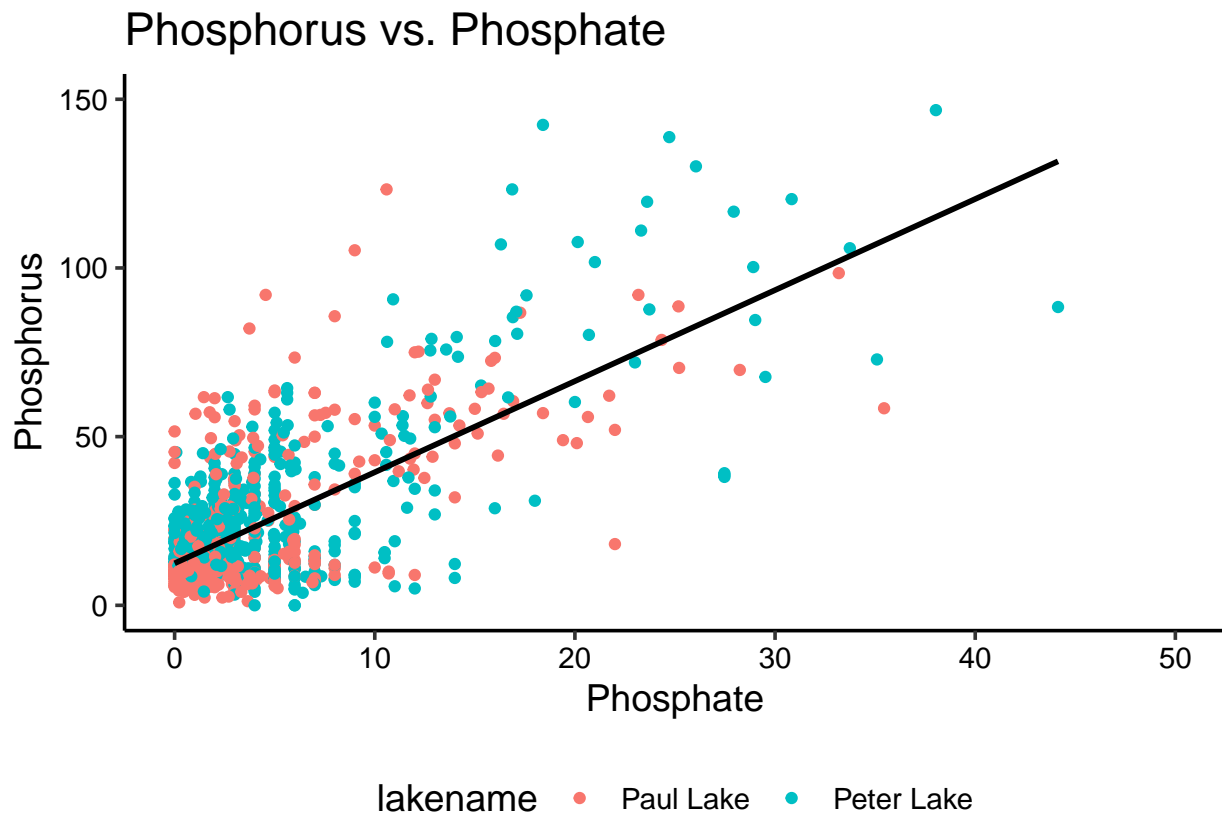 Phosphorus vs. Phosphate
150
100
50
0
Phosphorus
0 10 20 30 40 50
Phosphate
lakename Paul Lake Peter Lake